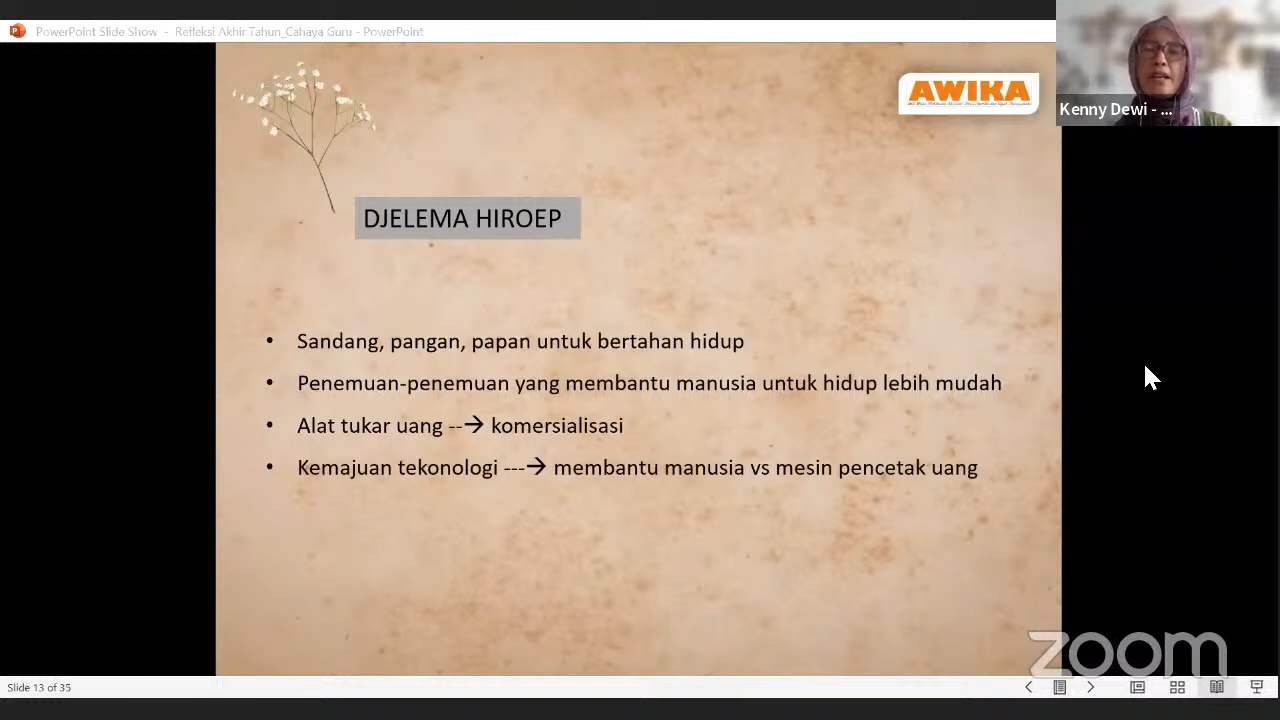 PowerPoint Slide Show - Refleksi Akhir Tahun_Cahaya Guru - PowerPoint
AWIKA
Kenny Dewi - ...
DJELEMA HIROEP
• Sandang, pangan, papan untuk bertahan hidup
• Penemuan-penemuan yang membantu manusia untuk hidup lebih mudah
• Alat tukar uang --→ komersialisasi
• Kemajuan tekonologi ---→ membantu manusia vs mesin pencetak uang
zoom
Slide 13 of 35